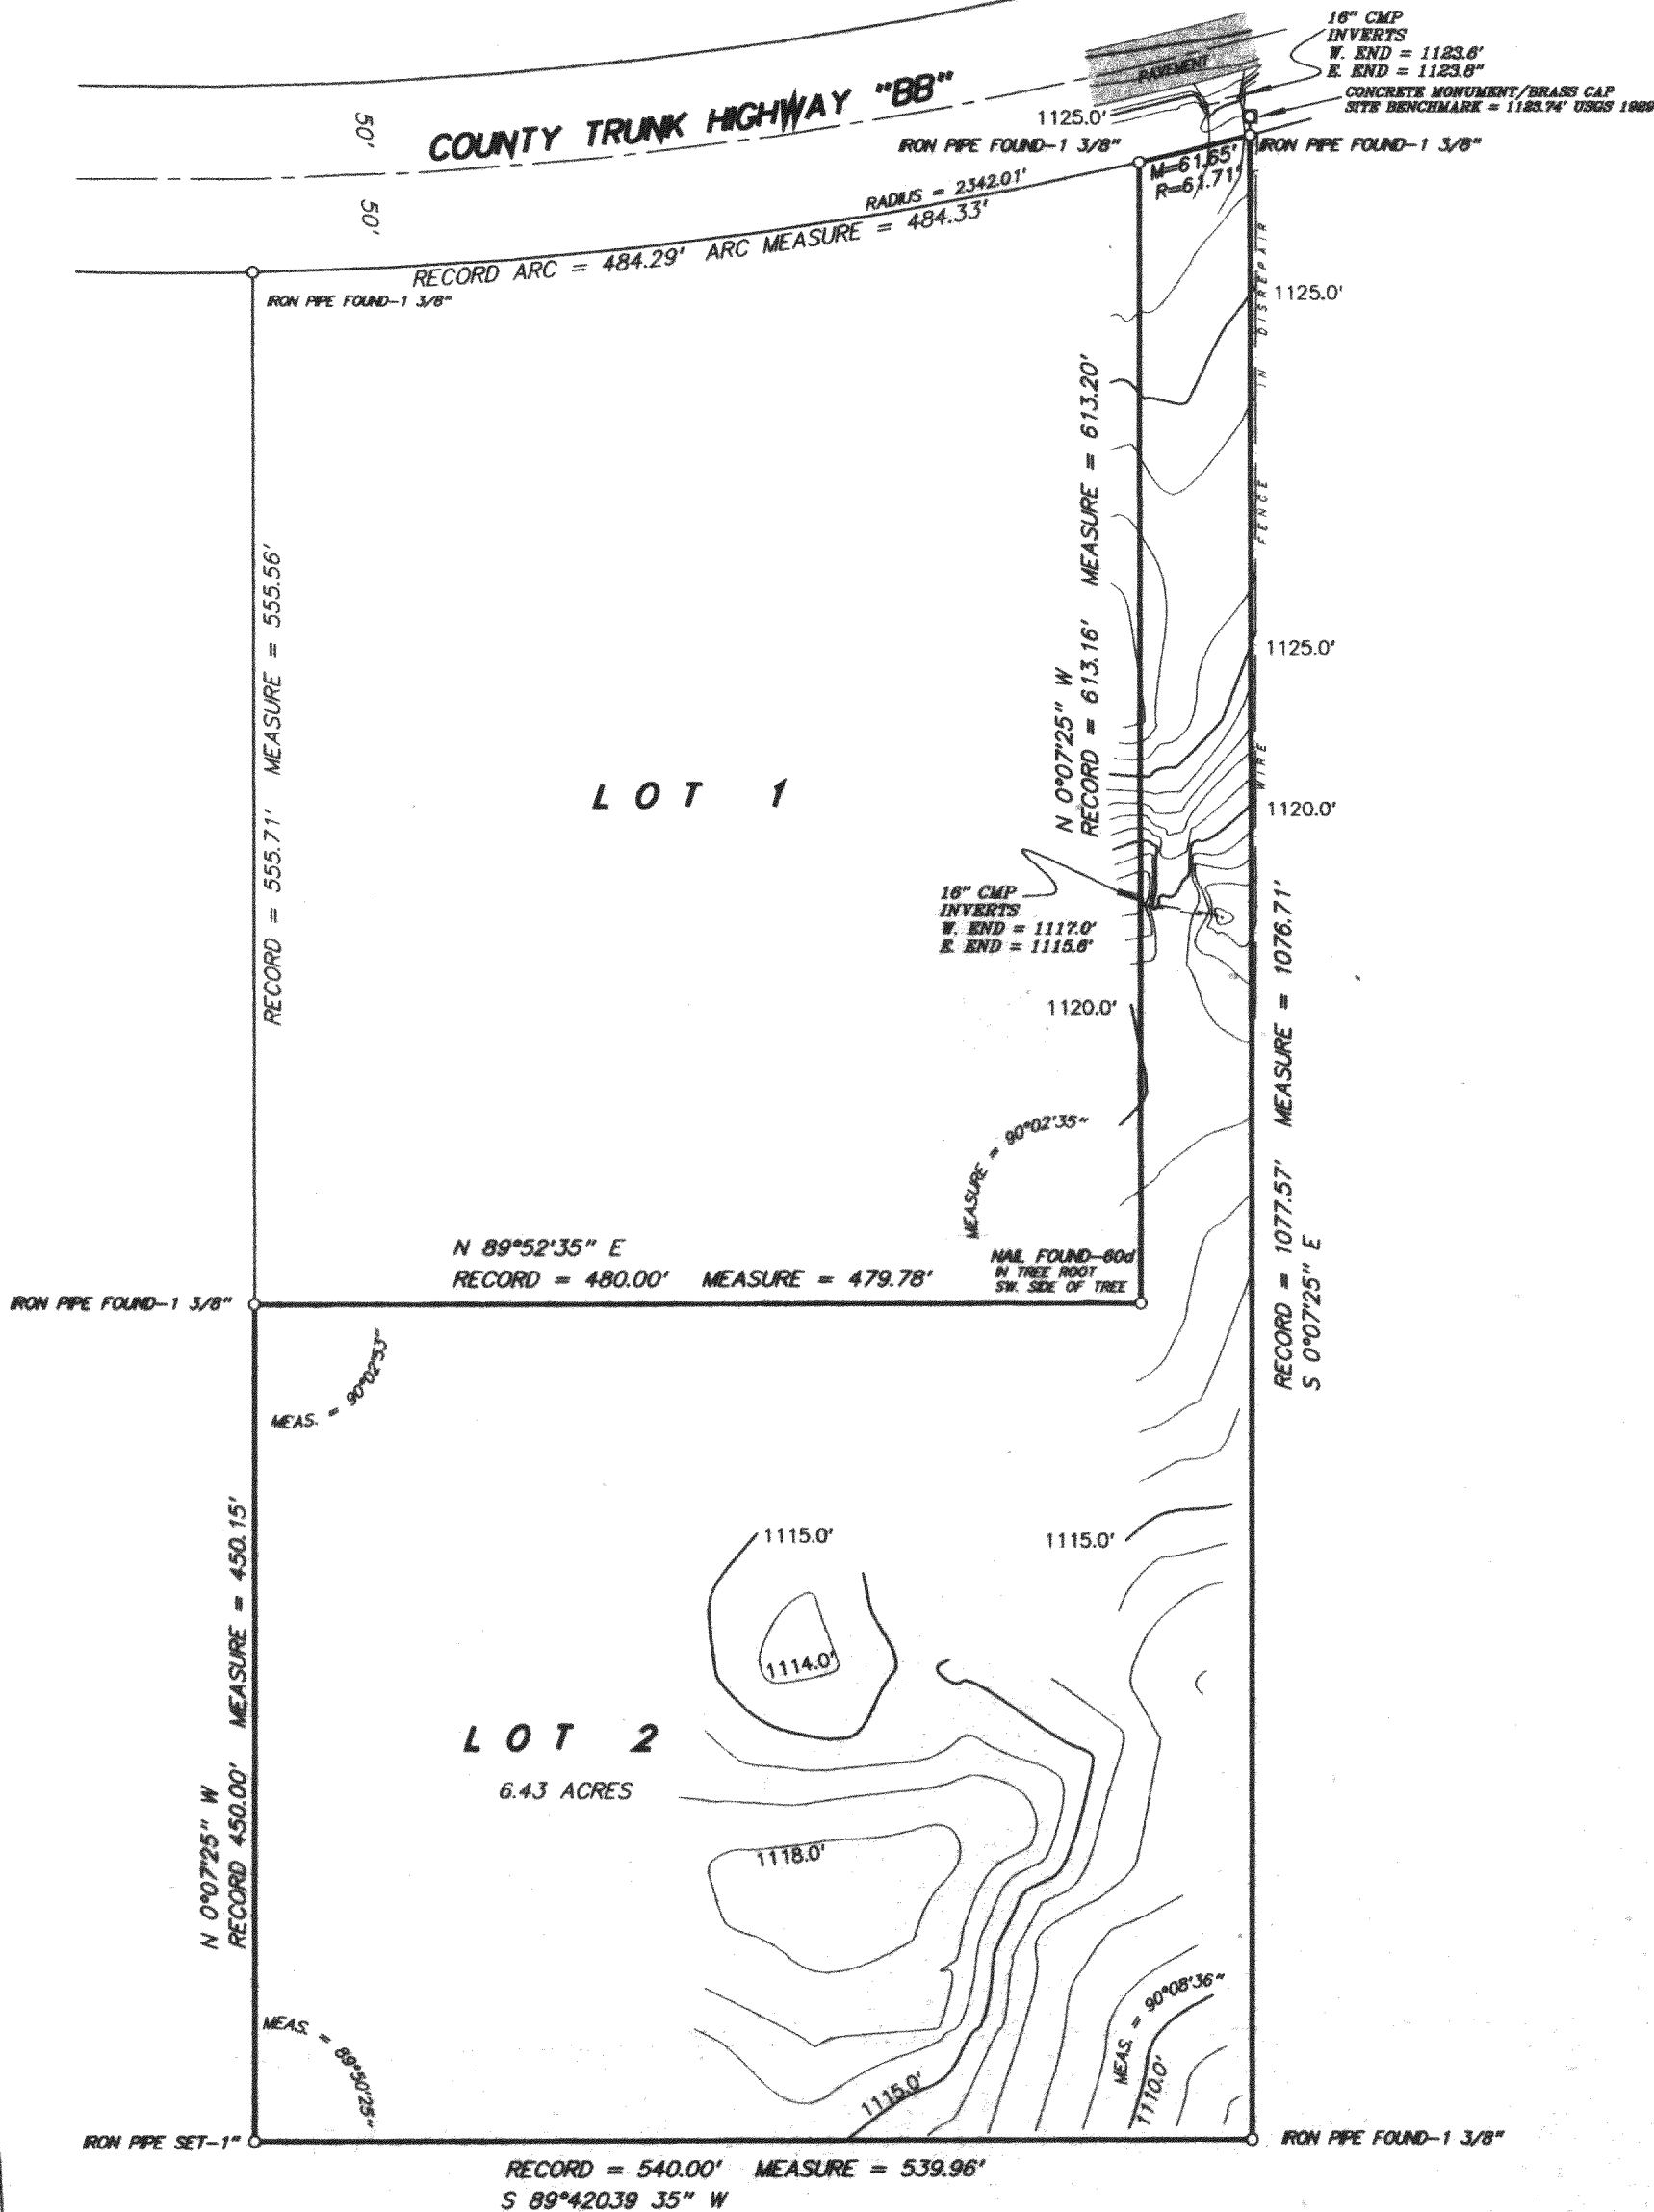 16" CMP
INVERTS
W. END = 1123.6'
E. END = 1123.8"
CONCRETE MONUMENT/BRASS CAP
SITE BENCHMARK = 1123.74' USGS 1929
PAVEMENT
COUNTY TRUNK HIGHWAY "BB"
50'
50'
1125.0'
IRON PIPE FOUND-1 3/8"
IRON PIPE FOUND-1 3/8"
M=61.65'
R=61.71'
RADIUS = 2342.01'
RECORD ARC = 484.29' ARC MEASURE = 484.33'
IRON PIPE FOUND-1 3/8"
1125.0'
WIRE FENCE IN DISREPAIR
N 0°07'25" W
RECORD = 613.16' MEASURE = 613.20'
RECORD = 555.71' MEASURE = 555.56'
1125.0'
LOT 1
1120.0'
16" CMP
INVERTS
W. END = 1117.0'
E. END = 1115.6'
1120.0'
MEASURE = 90°02'35"
RECORD = 1077.57' MEASURE = 1076.71'
S 0°07'25" E
N 89°52'35" E
RECORD = 480.00' MEASURE = 479.78'
NAIL FOUND-60d
IN TREE ROOT
SW. SIDE OF TREE
IRON PIPE FOUND-1 3/8"
MEAS. = 90°02'53"
N 0°07'25" W
RECORD 450.00' MEASURE = 450.15'
1115.0'
1115.0'
1114.0'
LOT 2
6.43 ACRES
1118.0'
MEAS. = 89°50'25"
MEAS. = 90°08'36"
1115.0'
1110.0'
IRON PIPE SET-1"
IRON PIPE FOUND-1 3/8"
RECORD = 540.00' MEASURE = 539.96'
S 89°42039 35" W